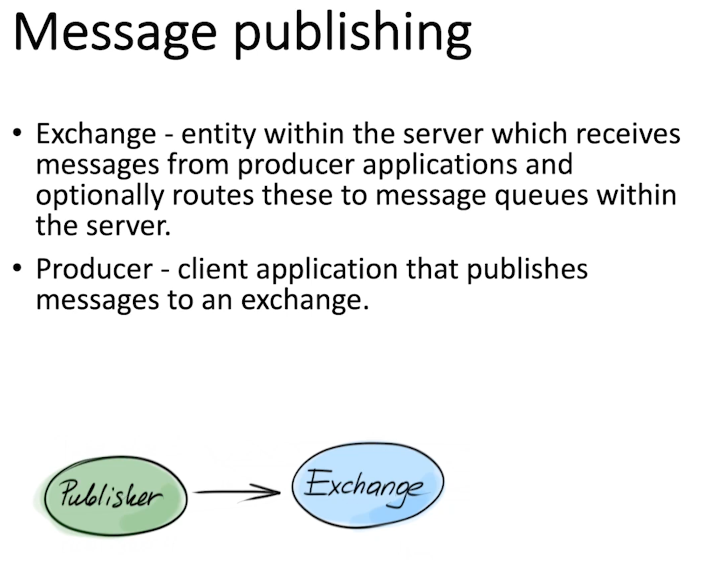 Message publishing
• Exchange - entity within the server which receives
messages from producer applications and
optionally routes these to message queues within
the server.
• Producer - client application that publishes
messages to an exchange.
Publisher
Exchange